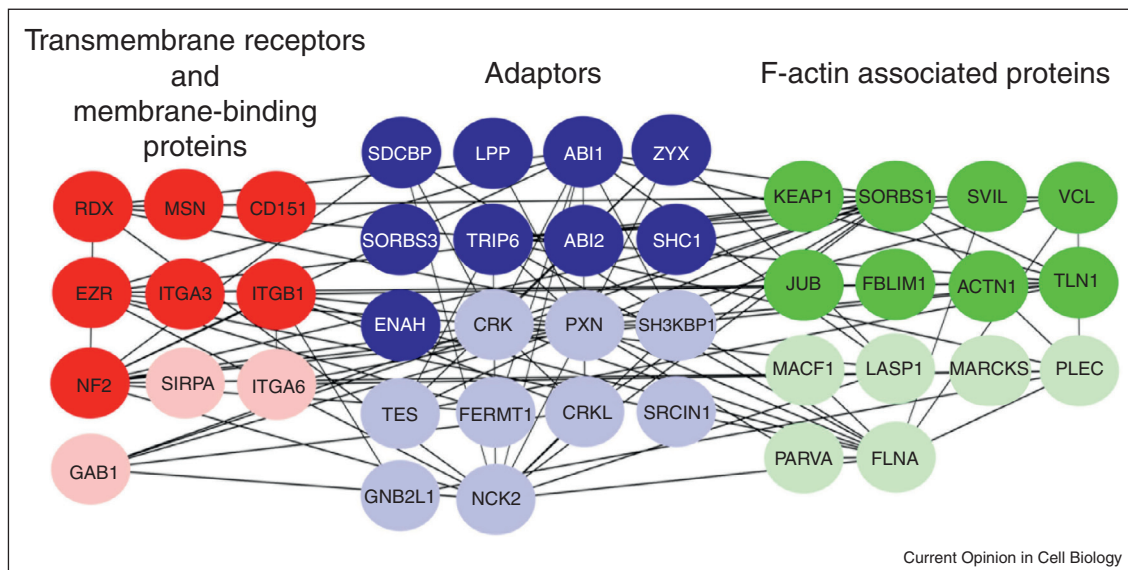 Transmembrane receptors
and
membrane-binding
proteins
Adaptors
F-actin associated proteins
RDX MSN CD151
EZR ITGA3 ITGB1
NF2 SIRPA ITGA6
GAB1
SDCBP LPP ABI1 ZYX
SORBS3 TRIP6 ABI2 SHC1
ENAH CRK PXN SH3KBP1
TES FERMT1 CRKL SRCIN1
GNB2L1 NCK2
KEAP1 SORBS1 SVIL VCL
JUB FBLIM1 ACTN1 TLN1
MACF1 LASP1 MARCKS PLEC
PARVA FLNA
Current Opinion in Cell Biology